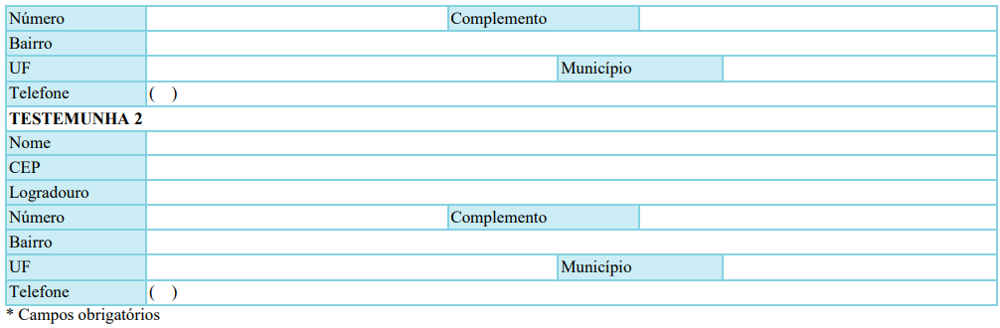 Número Complemento
Bairro
UF Município
Telefone ( )
TESTEMUNHA 2
Nome
CEP
Logradouro
Número Complemento
Bairro
UF Município
Telefone ( )
* Campos obrigatórios